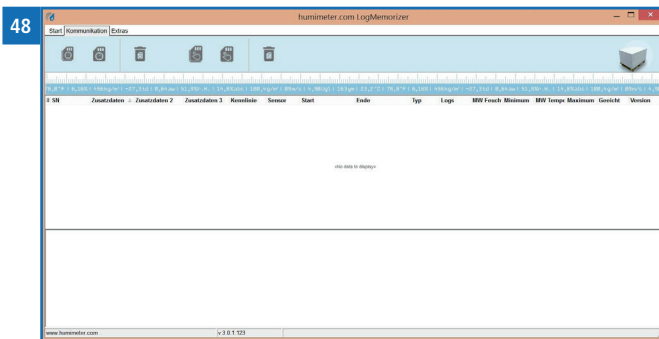 48
humimeter.com LogMemorizer
Start Kommunikation Extras
# SN Zusatzdaten Zusatzdaten 2 Zusatzdaten 3 Kennlinie Sensor Start Ende Typ Logs MW Feuch Minimum MW Tempe Maximum Geeicht Version
<No data to display>
www.humimeter.com v 3.0.1.123